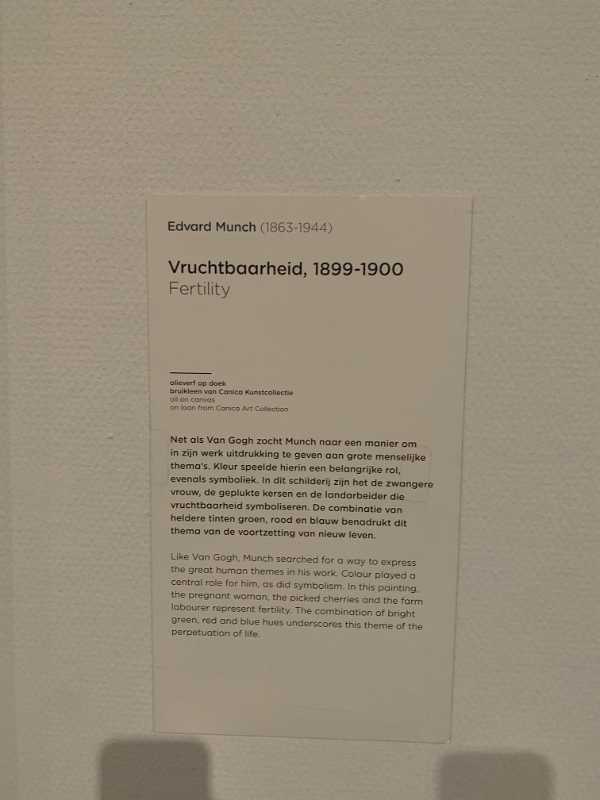 Edvard Munch (1863-1944)
Vruchtbaarheid, 1899-1900
Fertility
olieverf op doek
bruikleen van Canica Kunstcollectie
oil on canvas
on loan from Canica Art Collection
Net als Van Gogh zocht Munch naar een manier om
in zijn werk uitdrukking te geven aan grote menselijke
thema's. Kleur speelde hierin een belangrijke rol,
evenals symboliek. In dit schilderij zijn het de zwangere
vrouw, de geplukte kersen en de landarbeider die
vruchtbaarheid symboliseren. De combinatie van
heldere tinten groen, rood en blauw benadrukt dit
thema van de voortzetting van nieuw leven.
Like Van Gogh, Munch searched for a way to express
the great human themes in his work. Colour played a
central role for him, as did symbolism. In this painting,
the pregnant woman, the picked cherries and the farm
labourer represent fertility. The combination of bright
green, red and blue hues underscores this theme of the
perpetuation of life.